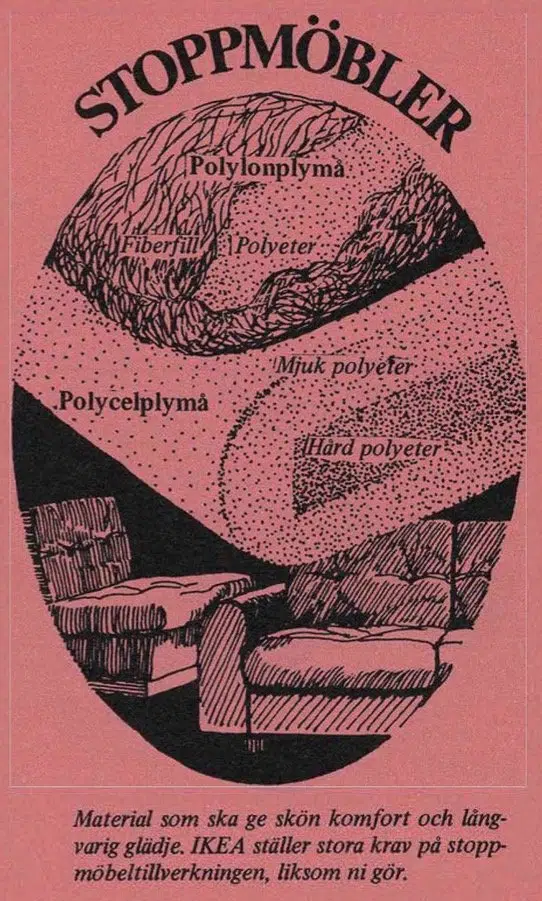 STOPPMÖBLER
Polylonplymå
Fiberfill
Polyeter
Mjuk polyeter
Polycelplymå
Hård polyeter
Material som ska ge skön komfort och lång-
varig glädje. IKEA ställer stora krav på stopp-
möbeltillverkningen, liksom ni gör.